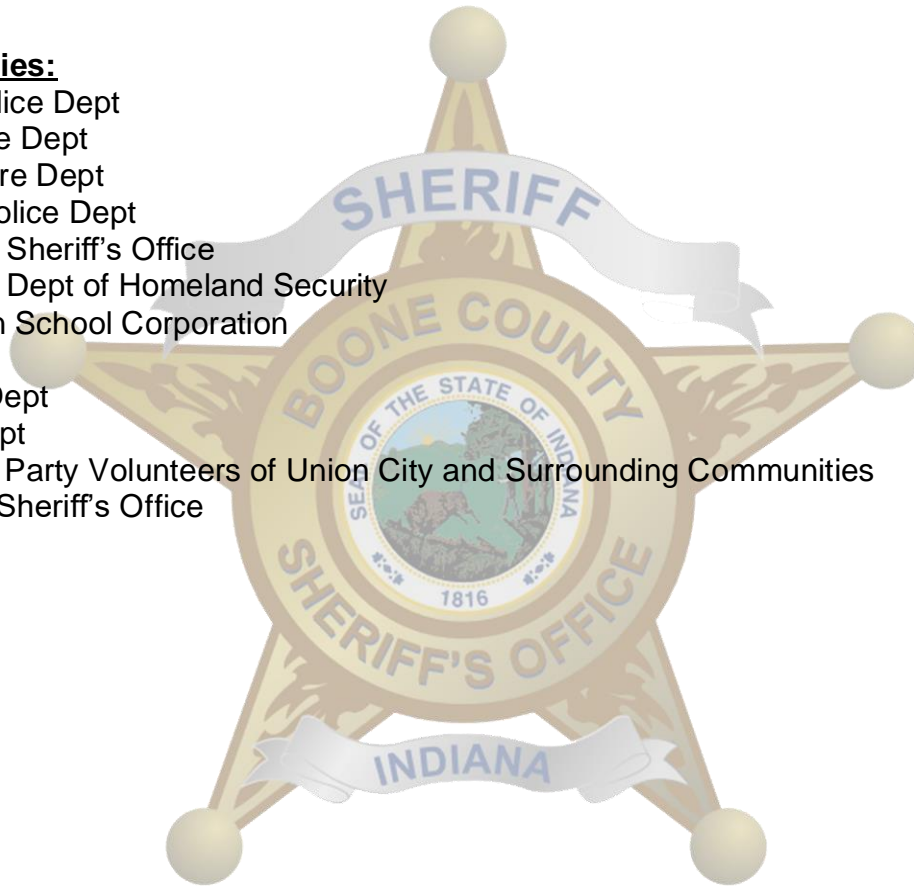 ies:
lice Dept
e Dept
re Dept
olice Dept
Sheriff’s Office
Dept of Homeland Security
n School Corporation
Dept
pt
Party Volunteers of Union City and Surrounding Communities
Sheriff’s Office
SHERIFF
BOONE COUNTY
SEAL OF THE STATE OF INDIANA
1816
SHERIFF'S OFFICE
INDIANA